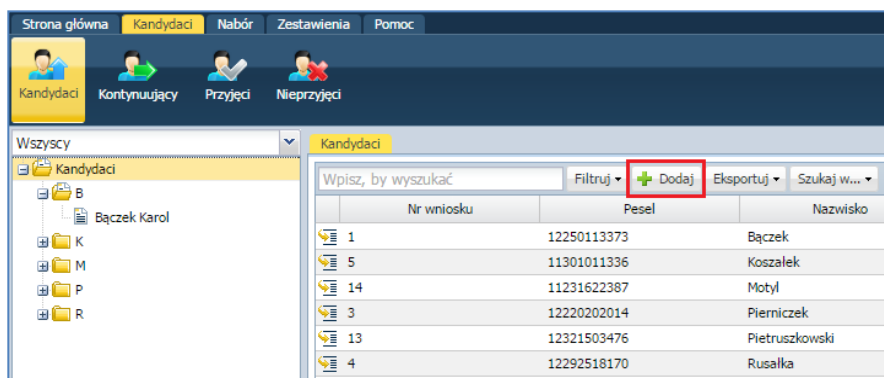 Strona główna Kandydaci Nabór Zestawienia Pomoc
Kandydaci Kontynuujący Przyjęci Nieprzyjęci
Wszyscy
Kandydaci
B
Bączek Karol
K
M
P
R
Kandydaci
Wpisz, by wyszukać Filtruj Dodaj Eksportuj Szukaj w...
Nr wniosku Pesel Nazwisko
1 12250113373 Bączek
5 11301011336 Koszałek
14 11231622387 Motyl
3 12220202014 Pierniczek
13 12321503476 Pietruszkowski
4 12292518170 Rusałka